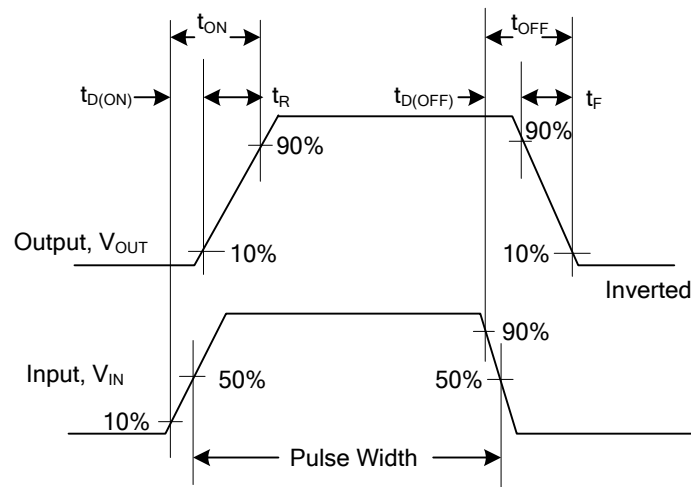 tON tOFF
tD(ON) tR tD(OFF) tF
90% 90%
Output, VOUT 10% 10%
Inverted
90%
Input, VIN 50% 50%
10%
Pulse Width